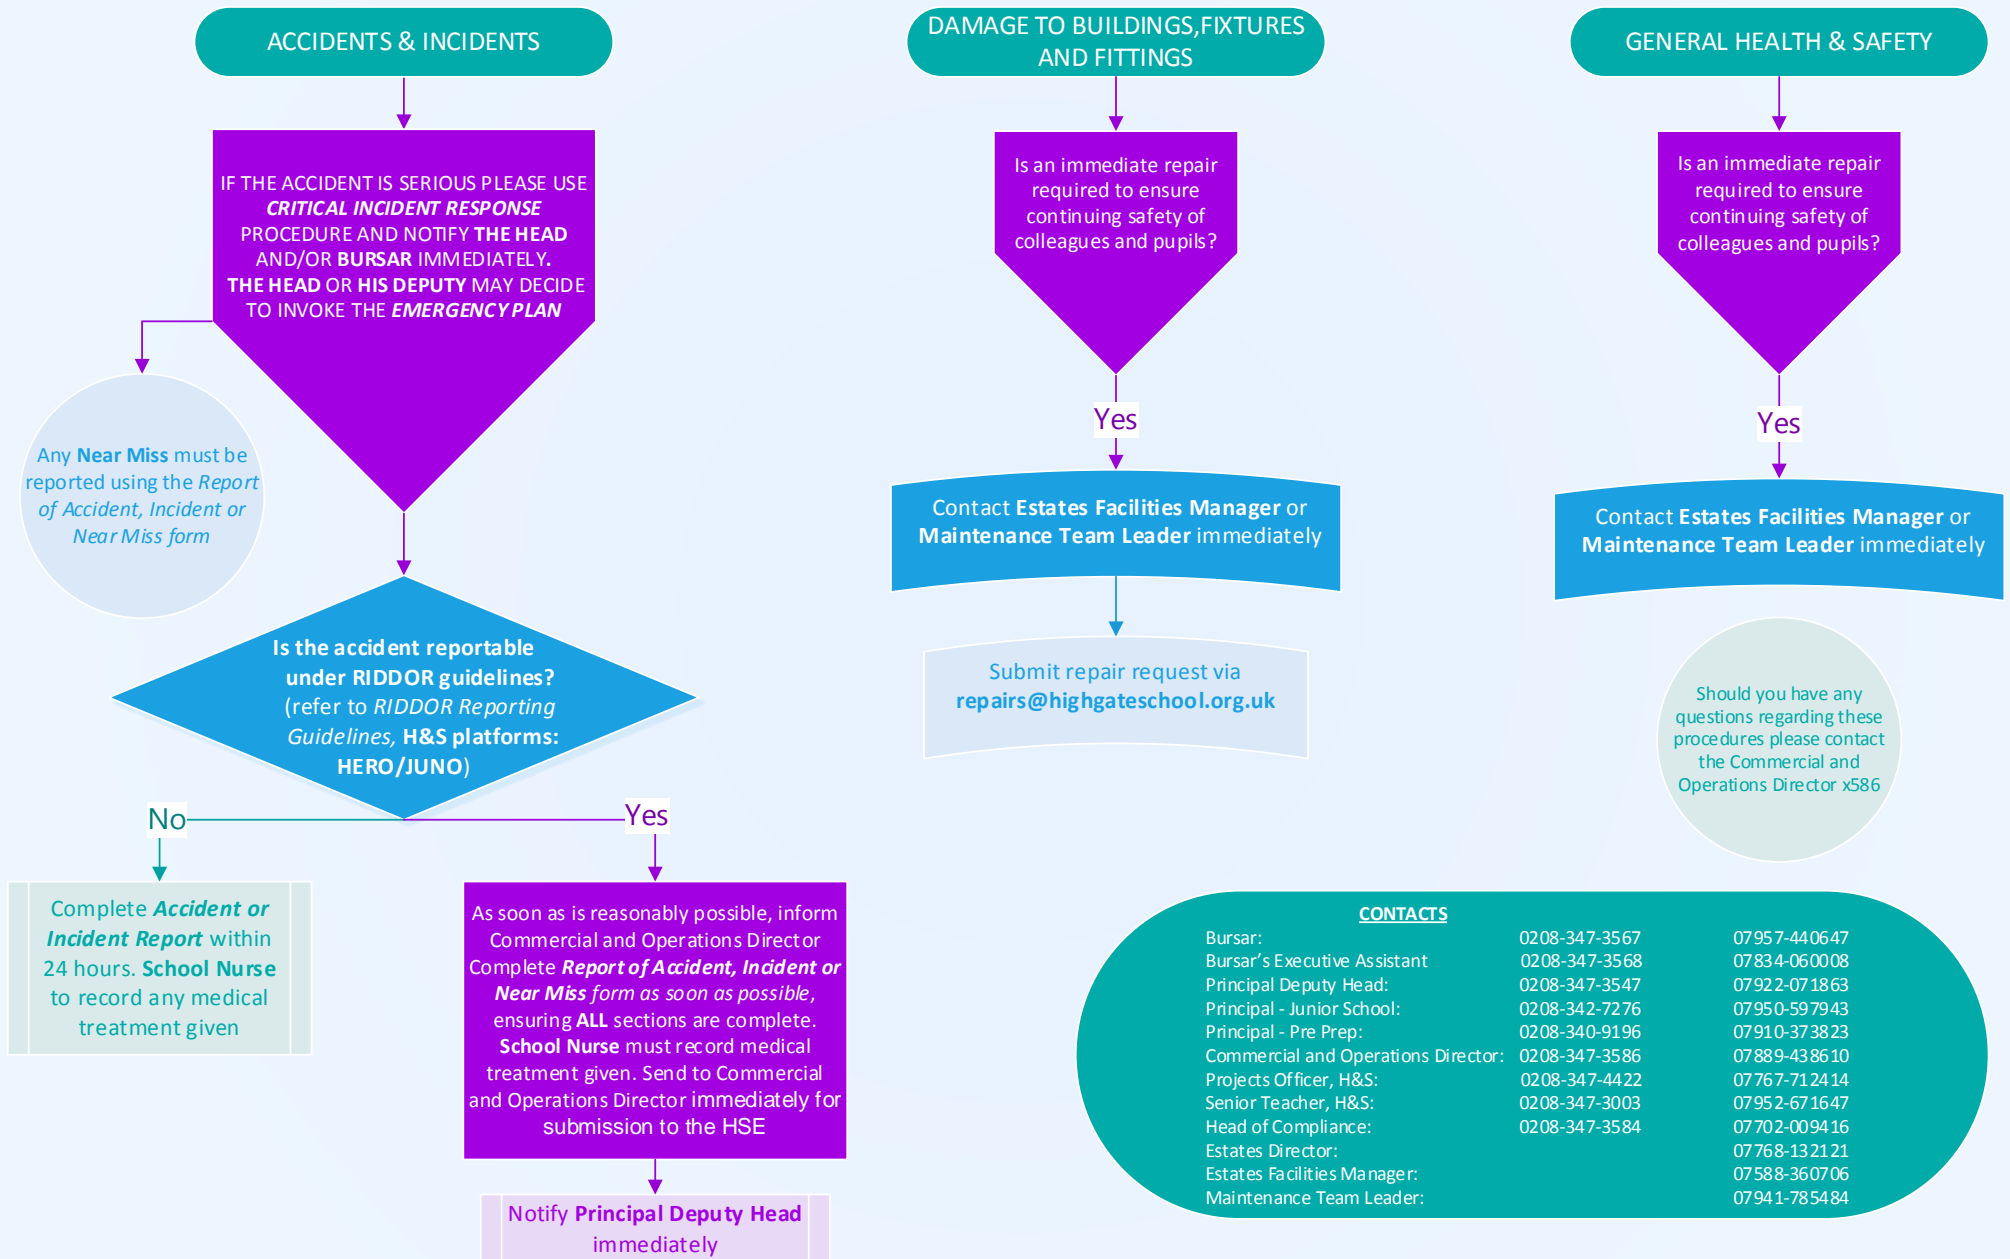 ACCIDENTS & INCIDENTS
IF THE ACCIDENT IS SERIOUS PLEASE USE
CRITICAL INCIDENT RESPONSE
PROCEDURE AND NOTIFY THE HEAD
AND/OR BURSAR IMMEDIATELY.
THE HEAD OR HIS DEPUTY MAY DECIDE
TO INVOKE THE EMERGENCY PLAN
Any Near Miss must be
reported using the Report
of Accident, Incident or
Near Miss form
Is the accident reportable
under RIDDOR guidelines?
(refer to RIDDOR Reporting
Guidelines, H&S platforms:
HERO/JUNO)
No
Yes
Complete Accident or
Incident Report within
24 hours. School Nurse
to record any medical
treatment given
As soon as is reasonably possible, inform
Commercial and Operations Director
Complete Report of Accident, Incident or
Near Miss form as soon as possible,
ensuring ALL sections are complete.
School Nurse must record medical
treatment given. Send to Commercial
and Operations Director immediately for
submission to the HSE
Notify Principal Deputy Head
immediately
DAMAGE TO BUILDINGS,FIXTURES
AND FITTINGS
Is an immediate repair
required to ensure
continuing safety of
colleagues and pupils?
Yes
Contact Estates Facilities Manager or
Maintenance Team Leader immediately
Submit repair request via
repairs@highgateschool.org.uk
GENERAL HEALTH & SAFETY
Is an immediate repair
required to ensure
continuing safety of
colleagues and pupils?
Yes
Contact Estates Facilities Manager or
Maintenance Team Leader immediately
Should you have any
questions regarding these
procedures please contact
the Commercial and
Operations Director x586
CONTACTS
Bursar: 0208-347-3567 07957-440647
Bursar's Executive Assistant 0208-347-3568 07834-060008
Principal Deputy Head: 0208-347-3547 07922-071863
Principal - Junior School: 0208-342-7276 07950-597943
Principal - Pre Prep: 0208-340-9196 07910-373823
Commercial and Operations Director: 0208-347-3586 07889-438610
Projects Officer, H&S: 0208-347-4422 07767-712414
Senior Teacher, H&S: 0208-347-3003 07952-671647
Head of Compliance: 0208-347-3584 07702-009416
Estates Director: 07768-132121
Estates Facilities Manager: 07588-360706
Maintenance Team Leader: 07941-785484